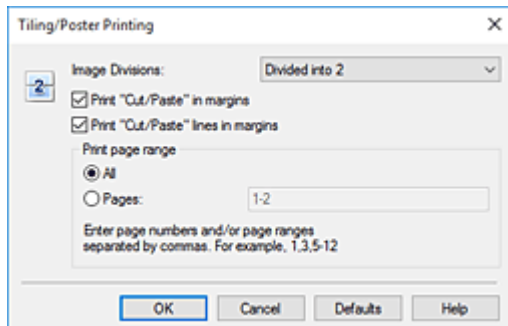 Tiling/Poster Printing
Image Divisions: Divided into 2
2
Print "Cut/Paste" in margins
Print "Cut/Paste" lines in margins
Print page range
All
Pages: 1-2
Enter page numbers and/or page ranges
separated by commas. For example, 1,3,5-12
OK Cancel Defaults Help